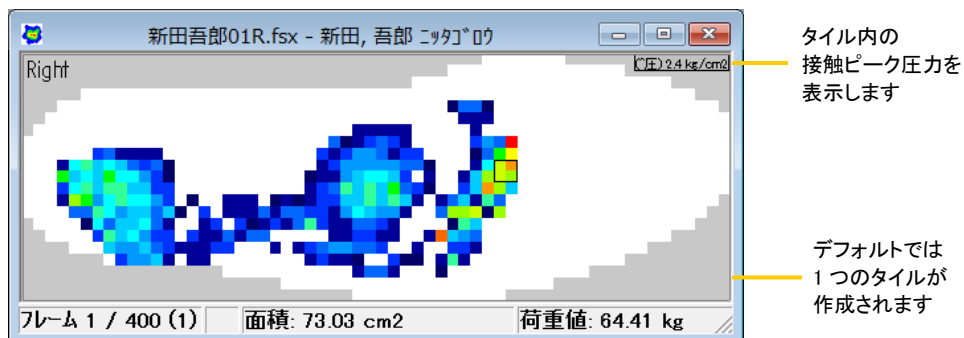 新田吾郎01R.fsx - 新田, 吾郎 ﾆｯﾀｺﾞﾛｳ
Right
(ﾋﾟ圧) 2.4 kg/cm2
タイル内の
接触ピーク圧力を
表示します
デフォルトでは
1 つのタイルが
作成されます
フレーム 1 / 400 (1)
面積: 73.03 cm2
荷重値: 64.41 kg